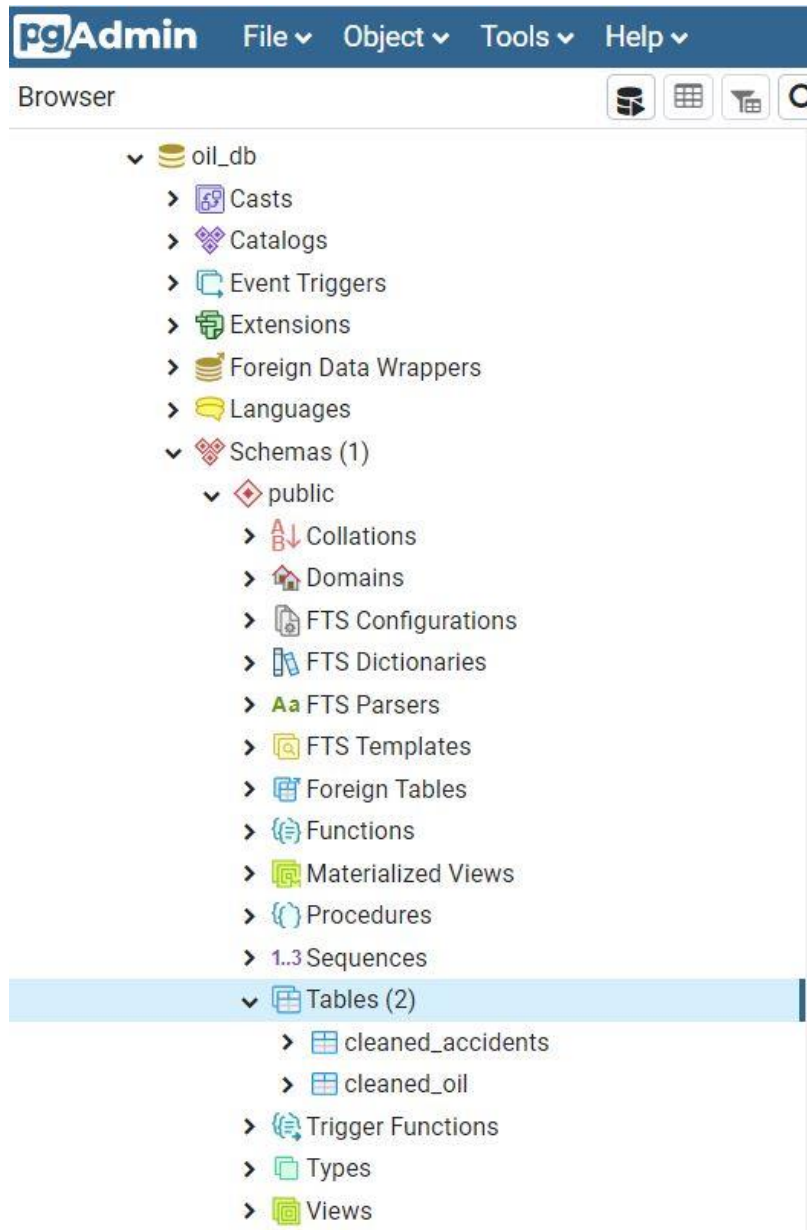 pgAdmin File Object Tools Help
Browser
oil_db
Casts
Catalogs
Event Triggers
Extensions
Foreign Data Wrappers
Languages
Schemas (1)
public
Collations
Domains
FTS Configurations
FTS Dictionaries
Aa FTS Parsers
FTS Templates
Foreign Tables
Functions
Materialized Views
Procedures
1..3 Sequences
Tables (2)
cleaned_accidents
cleaned_oil
Trigger Functions
Types
Views